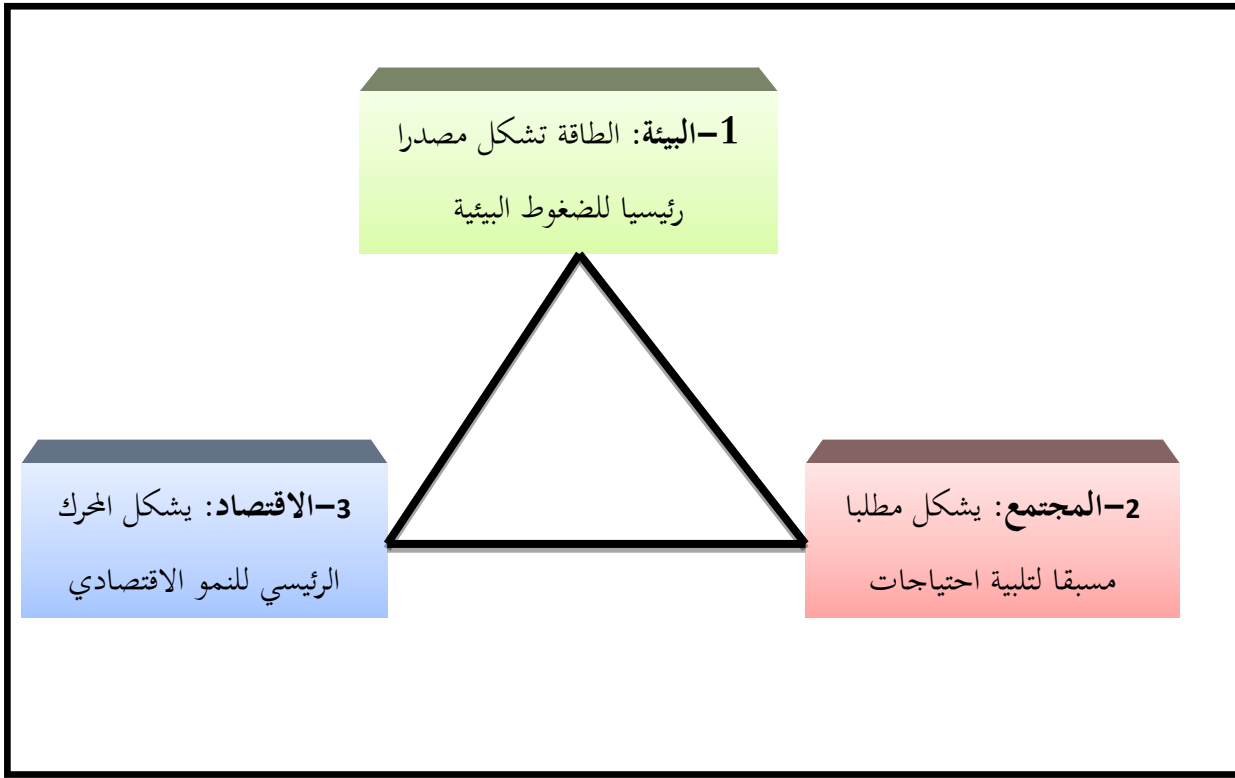 1–البيئة: الطاقة تشكل مصدرا
رئيسيا للضغوط البيئية
2–المجتمع: يشكل مطلبا
مسبقا لتلبية احتياجات
3–الاقتصاد: يشكل المحرك
الرئيسي للنمو الاقتصادي